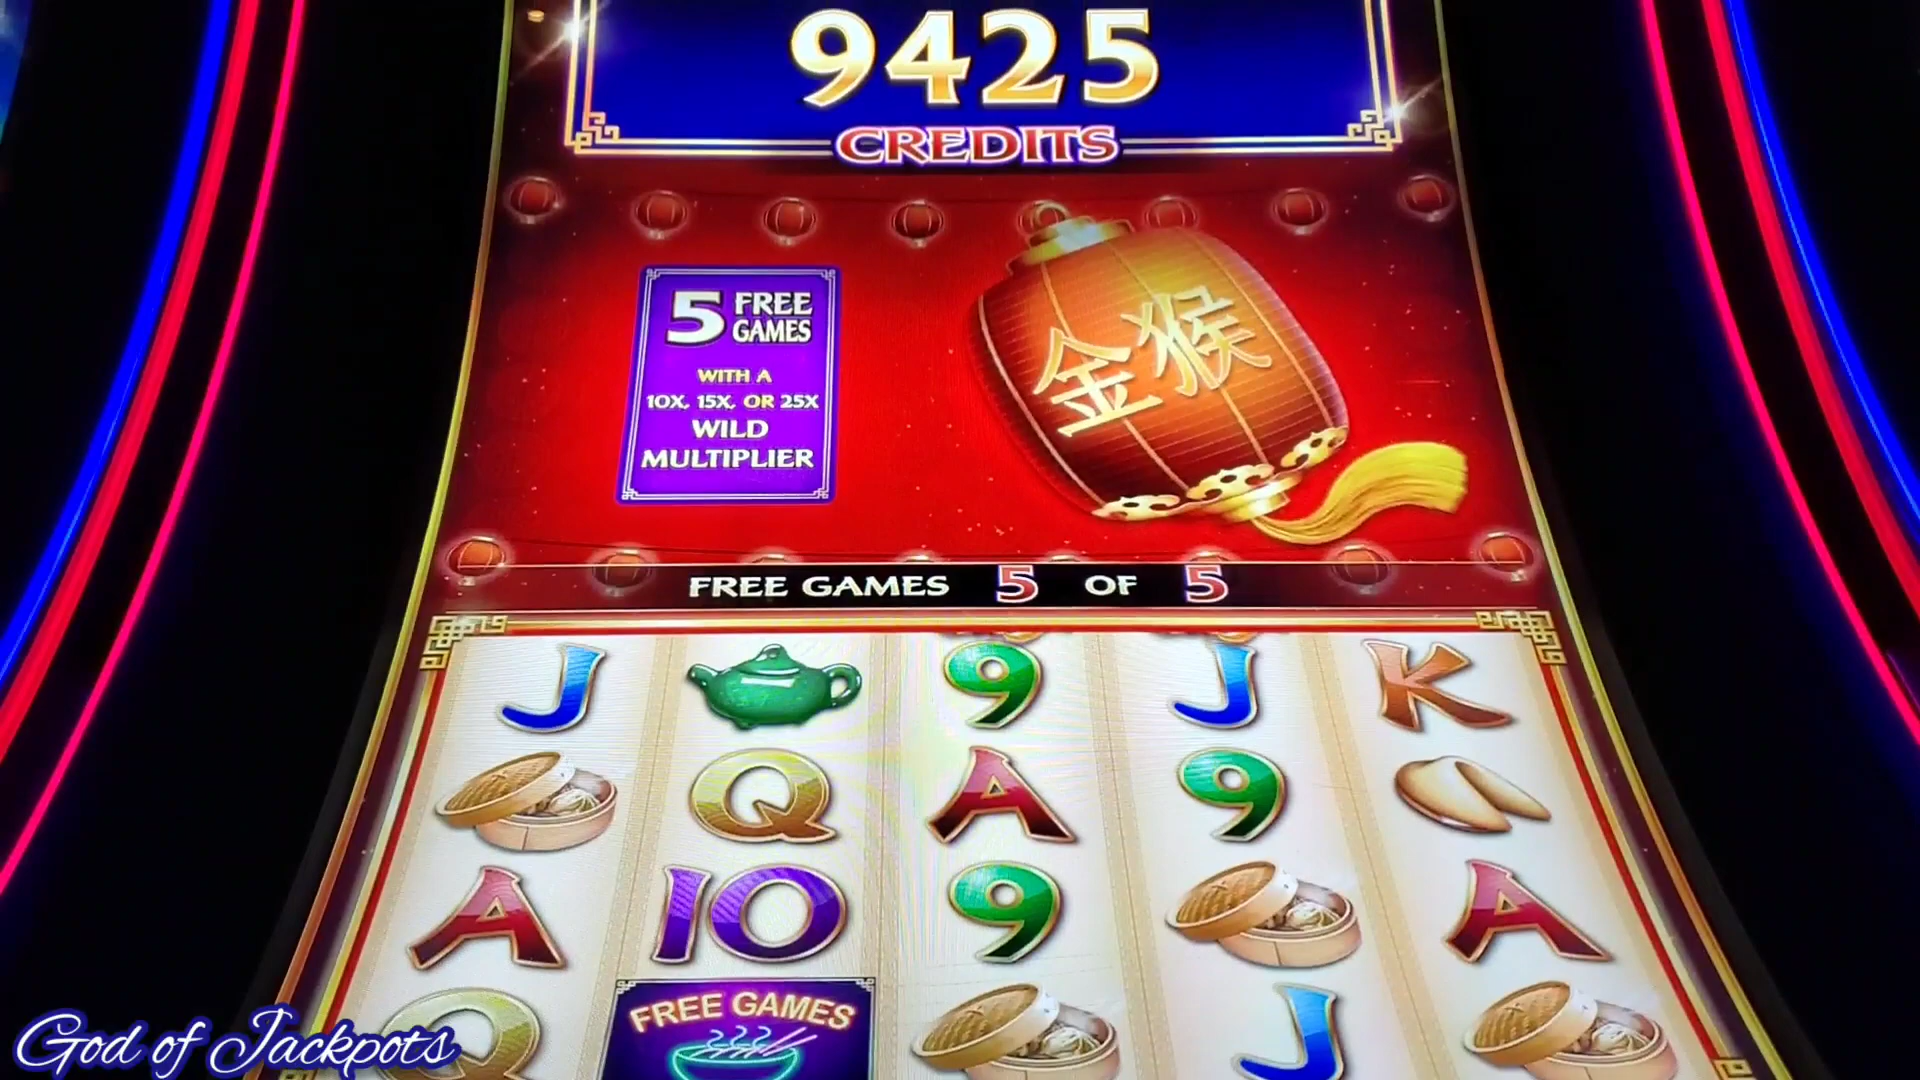 9425
CREDITS
5 FREE GAMES
WITH A
10X, 15X, OR 25X
WILD
MULTIPLIER
金猴
FREE GAMES 5 OF 5
J 9 J K
Q A 9
A 10 9 A
Q FREE GAMES J
God of Jackpots